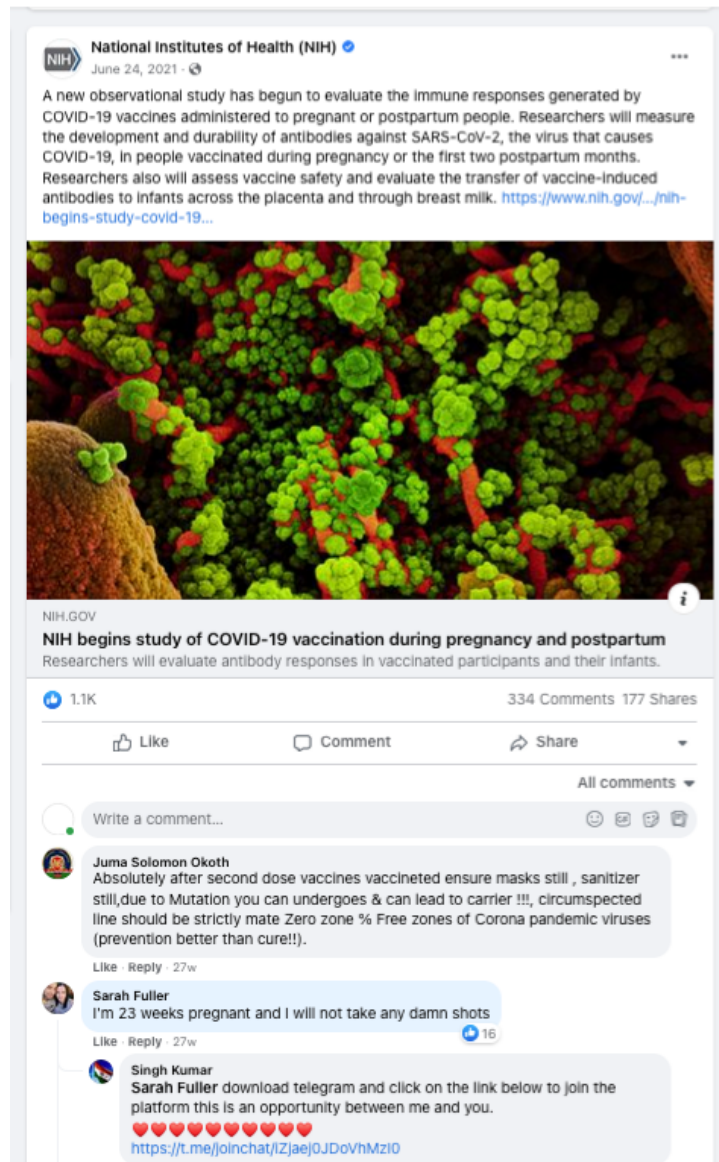 NIH
National Institutes of Health (NIH)
June 24, 2021 ·
A new observational study has begun to evaluate the immune responses generated by
COVID-19 vaccines administered to pregnant or postpartum people. Researchers will measure
the development and durability of antibodies against SARS-CoV-2, the virus that causes
COVID-19, in people vaccinated during pregnancy or the first two postpartum months.
Researchers also will assess vaccine safety and evaluate the transfer of vaccine-induced
antibodies to infants across the placenta and through breast milk. https://www.nih.gov/.../nih-
begins-study-covid-19...
NIH.GOV
NIH begins study of COVID-19 vaccination during pregnancy and postpartum
Researchers will evaluate antibody responses in vaccinated participants and their infants.
1.1K 334 Comments 177 Shares
Like Comment Share
All comments
Write a comment...
Juma Solomon Okoth
Absolutely after second dose vaccines vaccineted ensure masks still , sanitizer
still,due to Mutation you can undergoes & can lead to carrier !!!, circumspected
line should be strictly mate Zero zone % Free zones of Corona pandemic viruses
(prevention better than cure!!).
Like · Reply · 27w
Sarah Fuller
I'm 23 weeks pregnant and I will not take any damn shots
16
Like · Reply · 27w
Singh Kumar
Sarah Fuller download telegram and click on the link below to join the
platform this is an opportunity between me and you.
❤️❤️❤️❤️❤️❤️❤️❤️❤️❤️